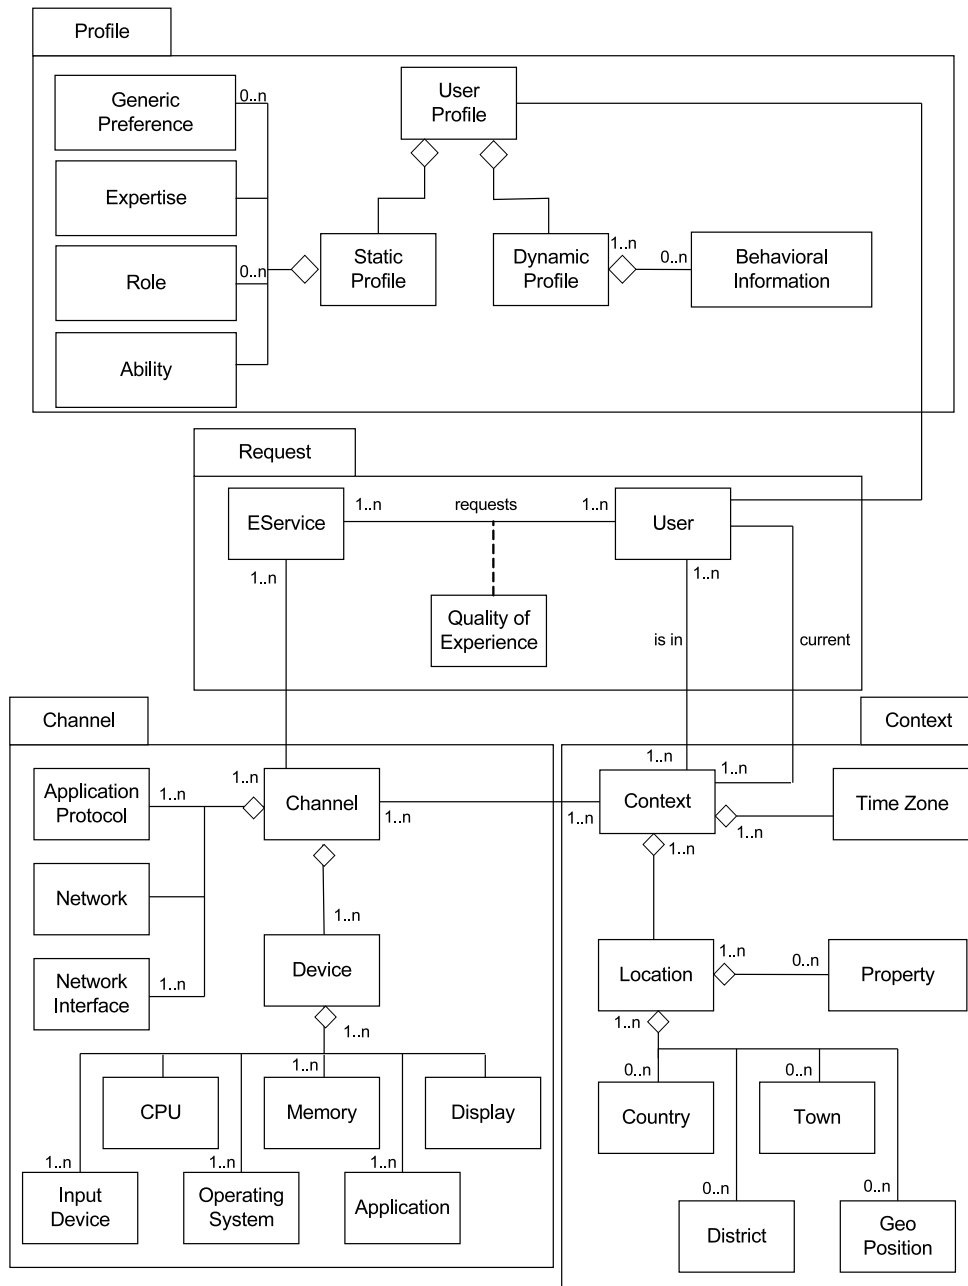 Profile
Generic
Preference
0..n
User
Profile
Expertise
Role
0..n
Static
Profile
Dynamic
Profile
1..n
0..n
Behavioral
Information
Ability
Request
EService
1..n
requests
1..n
User
1..n
1..n
Quality of
Experience
is in
current
Channel
Context
Application
Protocol
1..n
1..n
Channel
1..n
1..n
1..n
1..n
Context
1..n
1..n
Time Zone
Network
1..n
Device
Network
Interface
1..n
1..n
Location
1..n
0..n
Property
1..n
CPU
1..n
Memory
Display
0..n
Country
0..n
Town
1..n
Input
Device
1..n
Operating
System
1..n
Application
0..n
District
0..n
Geo
Position